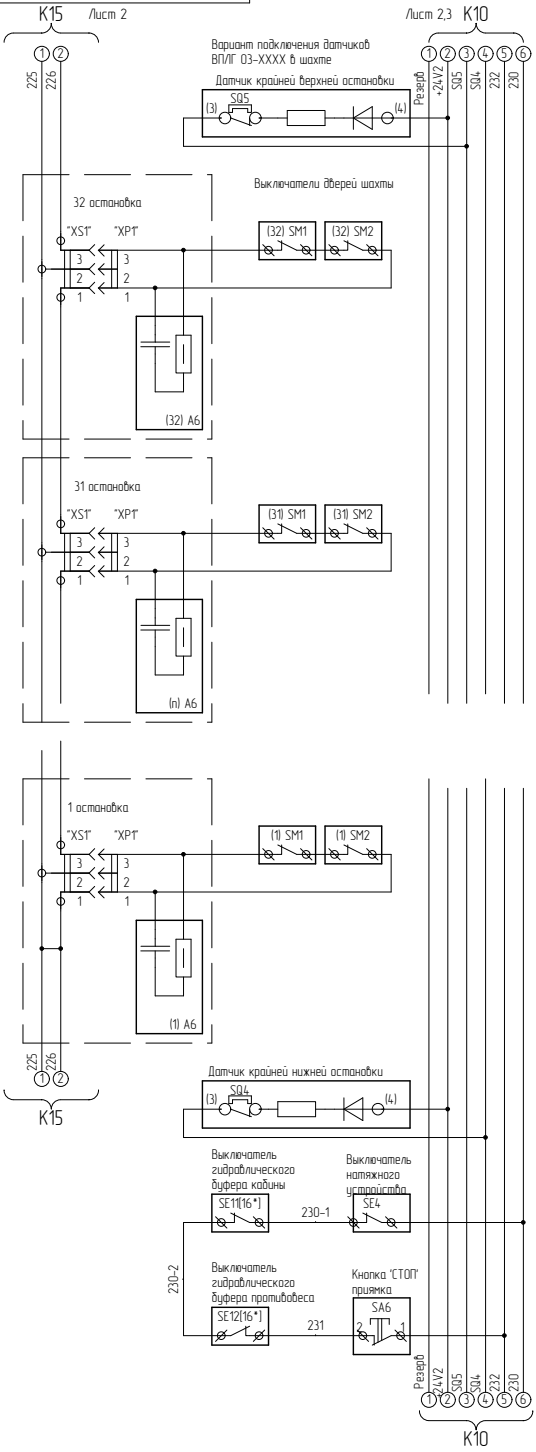 К15 Лист 2
Лист 2,3 К10
1 2
225
226
1 2 3 4 5 6
Резерв
+24V2
SQ5
SQ4
232
230
Вариант подключения датчиков
ВПЛГ 03-ХХХХ в шахте
Датчик крайней верхней остановки
(3) SQ5 (4)
32 остановка
Выключатели дверей шахты
"XS1" "XP1"
(32) SM1 (32) SM2
3 3
2 2
1 1
(32) А6
31 остановка
"XS1" "XP1"
(31) SM1 (31) SM2
3 3
2 2
1 1
(n) А6
1 остановка
"XS1" "XP1"
(1) SM1 (1) SM2
3 3
2 2
1 1
(1) А6
225
226
1 2
К15
Датчик крайней нижней остановки
(3) SQ4 (4)
Выключатель
гидравлического
буфера кабины
SE11[16*]
230-1
Выключатель
натяжного
устройства
SE4
230-2
Выключатель
гидравлического
буфера противовеса
SE12[16*]
231
Кнопка "СТОП"
приямка
SA6
2 1
Резерв
+24V2
SQ5
SQ4
232
230
1 2 3 4 5 6
К10